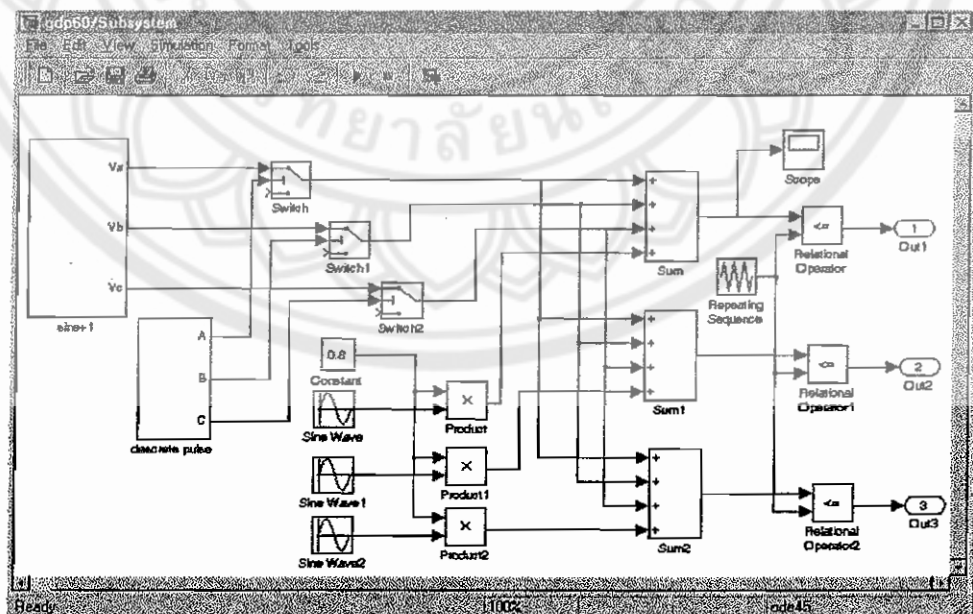 gdp60/Subsystem
File Edit View Simulation Format Tools
Va
Vb
Vc
sine+1
A
B
C
discrete pulse
Switch
Switch1
Switch2
0.8
Constant
Sine Wave
Sine Wave1
Sine Wave2
×
Product
×
Product1
×
Product2
+
+
+
+
Sum
+
+
+
+
Sum1
+
+
+
+
Sum2
Scope
Repeating
Sequence
<=
Relational
Operator
<=
Relational
Operator1
<=
Relational
Operator2
1
Out1
2
Out2
3
Out3
Ready
100%
ode45